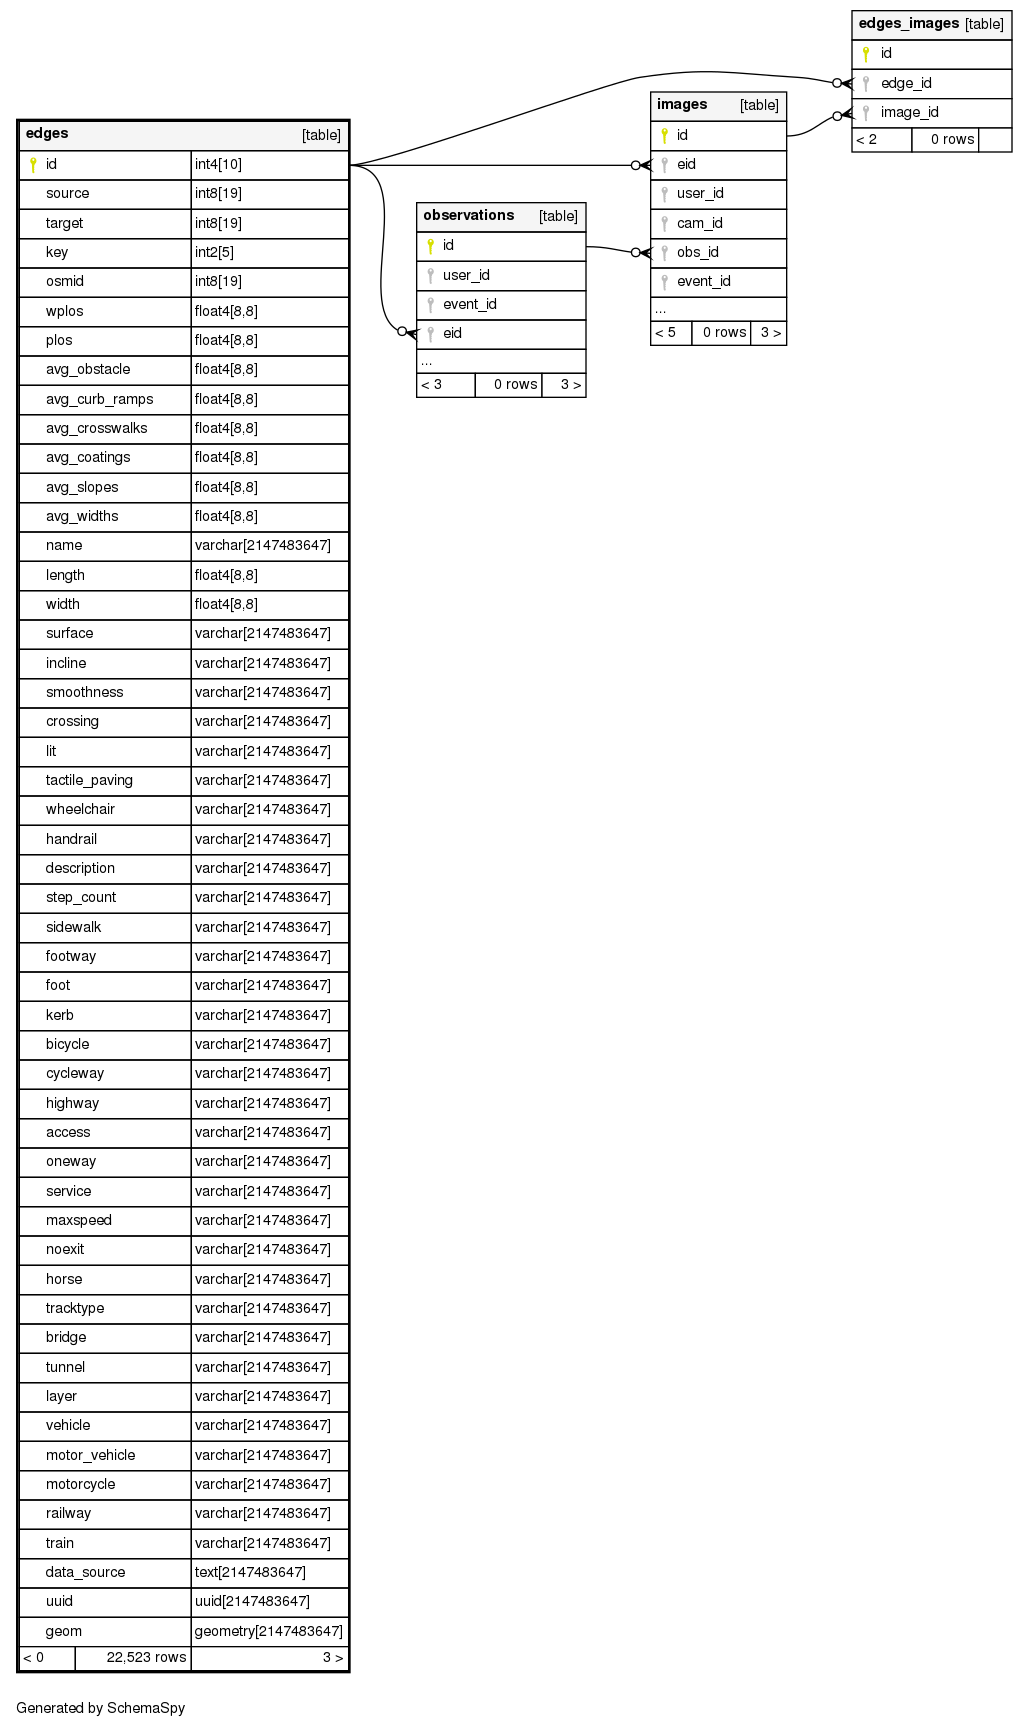 edges_images [table]
id
edge_id
image_id
< 2 0 rows
images [table]
id
eid
user_id
cam_id
obs_id
event_id
...
< 5 0 rows 3 >
observations [table]
id
user_id
event_id
eid
...
< 3 0 rows 3 >
edges [table]
id int4[10]
source int8[19]
target int8[19]
key int2[5]
osmid int8[19]
wplos float4[8,8]
plos float4[8,8]
avg_obstacle float4[8,8]
avg_curb_ramps float4[8,8]
avg_crosswalks float4[8,8]
avg_coatings float4[8,8]
avg_slopes float4[8,8]
avg_widths float4[8,8]
name varchar[2147483647]
length float4[8,8]
width float4[8,8]
surface varchar[2147483647]
incline varchar[2147483647]
smoothness varchar[2147483647]
crossing varchar[2147483647]
lit varchar[2147483647]
tactile_paving varchar[2147483647]
wheelchair varchar[2147483647]
handrail varchar[2147483647]
description varchar[2147483647]
step_count varchar[2147483647]
sidewalk varchar[2147483647]
footway varchar[2147483647]
foot varchar[2147483647]
kerb varchar[2147483647]
bicycle varchar[2147483647]
cycleway varchar[2147483647]
highway varchar[2147483647]
access varchar[2147483647]
oneway varchar[2147483647]
service varchar[2147483647]
maxspeed varchar[2147483647]
noexit varchar[2147483647]
horse varchar[2147483647]
tracktype varchar[2147483647]
bridge varchar[2147483647]
tunnel varchar[2147483647]
layer varchar[2147483647]
vehicle varchar[2147483647]
motor_vehicle varchar[2147483647]
motorcycle varchar[2147483647]
railway varchar[2147483647]
train varchar[2147483647]
data_source text[2147483647]
uuid uuid[2147483647]
geom geometry[2147483647]
< 0 22,523 rows 3 >
Generated by SchemaSpy